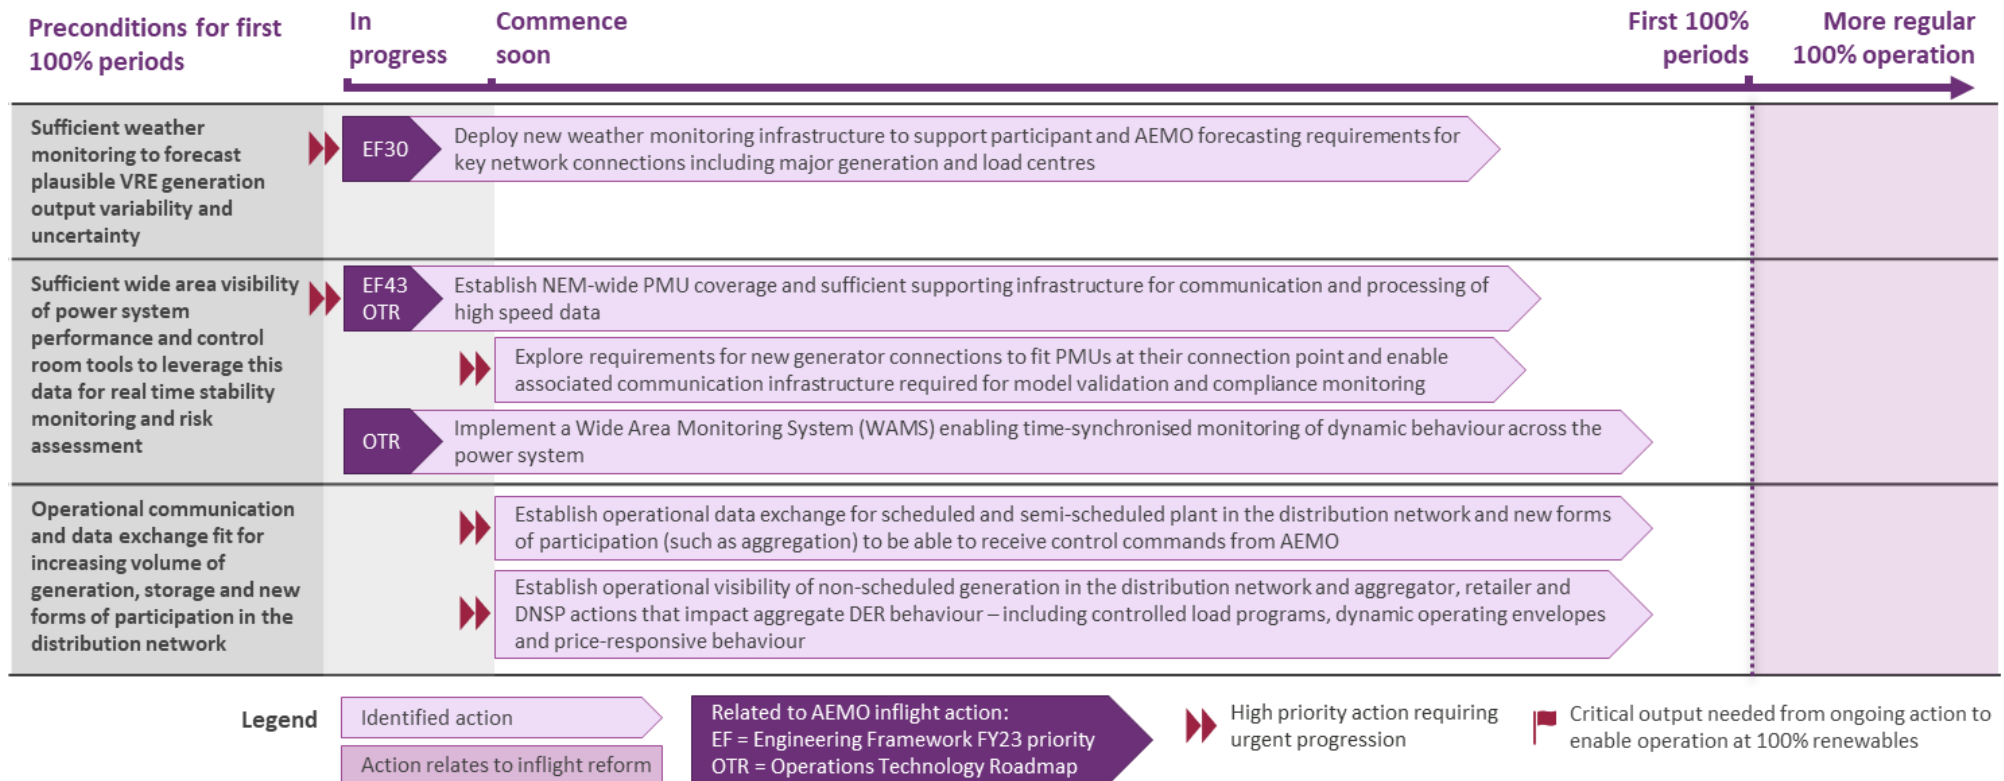 Preconditions for first
100% periods
In
progress
Commence
soon
First 100%
periods
More regular
100% operation
Sufficient weather
monitoring to forecast
plausible VRE generation
output variability and
uncertainty
EF30
Deploy new weather monitoring infrastructure to support participant and AEMO forecasting requirements for
key network connections including major generation and load centres
Sufficient wide area visibility
of power system
performance and control
room tools to leverage this
data for real time stability
monitoring and risk
assessment
EF43
OTR
Establish NEM-wide PMU coverage and sufficient supporting infrastructure for communication and processing of
high speed data
Explore requirements for new generator connections to fit PMUs at their connection point and enable
associated communication infrastructure required for model validation and compliance monitoring
OTR
Implement a Wide Area Monitoring System (WAMS) enabling time-synchronised monitoring of dynamic behaviour across the
power system
Operational communication
and data exchange fit for
increasing volume of
generation, storage and new
forms of participation in the
distribution network
Establish operational data exchange for scheduled and semi-scheduled plant in the distribution network and new forms
of participation (such as aggregation) to be able to receive control commands from AEMO
Establish operational visibility of non-scheduled generation in the distribution network and aggregator, retailer and
DNSP actions that impact aggregate DER behaviour – including controlled load programs, dynamic operating envelopes
and price-responsive behaviour
Legend
Identified action
Action relates to inflight reform
Related to AEMO inflight action:
EF = Engineering Framework FY23 priority
OTR = Operations Technology Roadmap
High priority action requiring
urgent progression
Critical output needed from ongoing action to
enable operation at 100% renewables